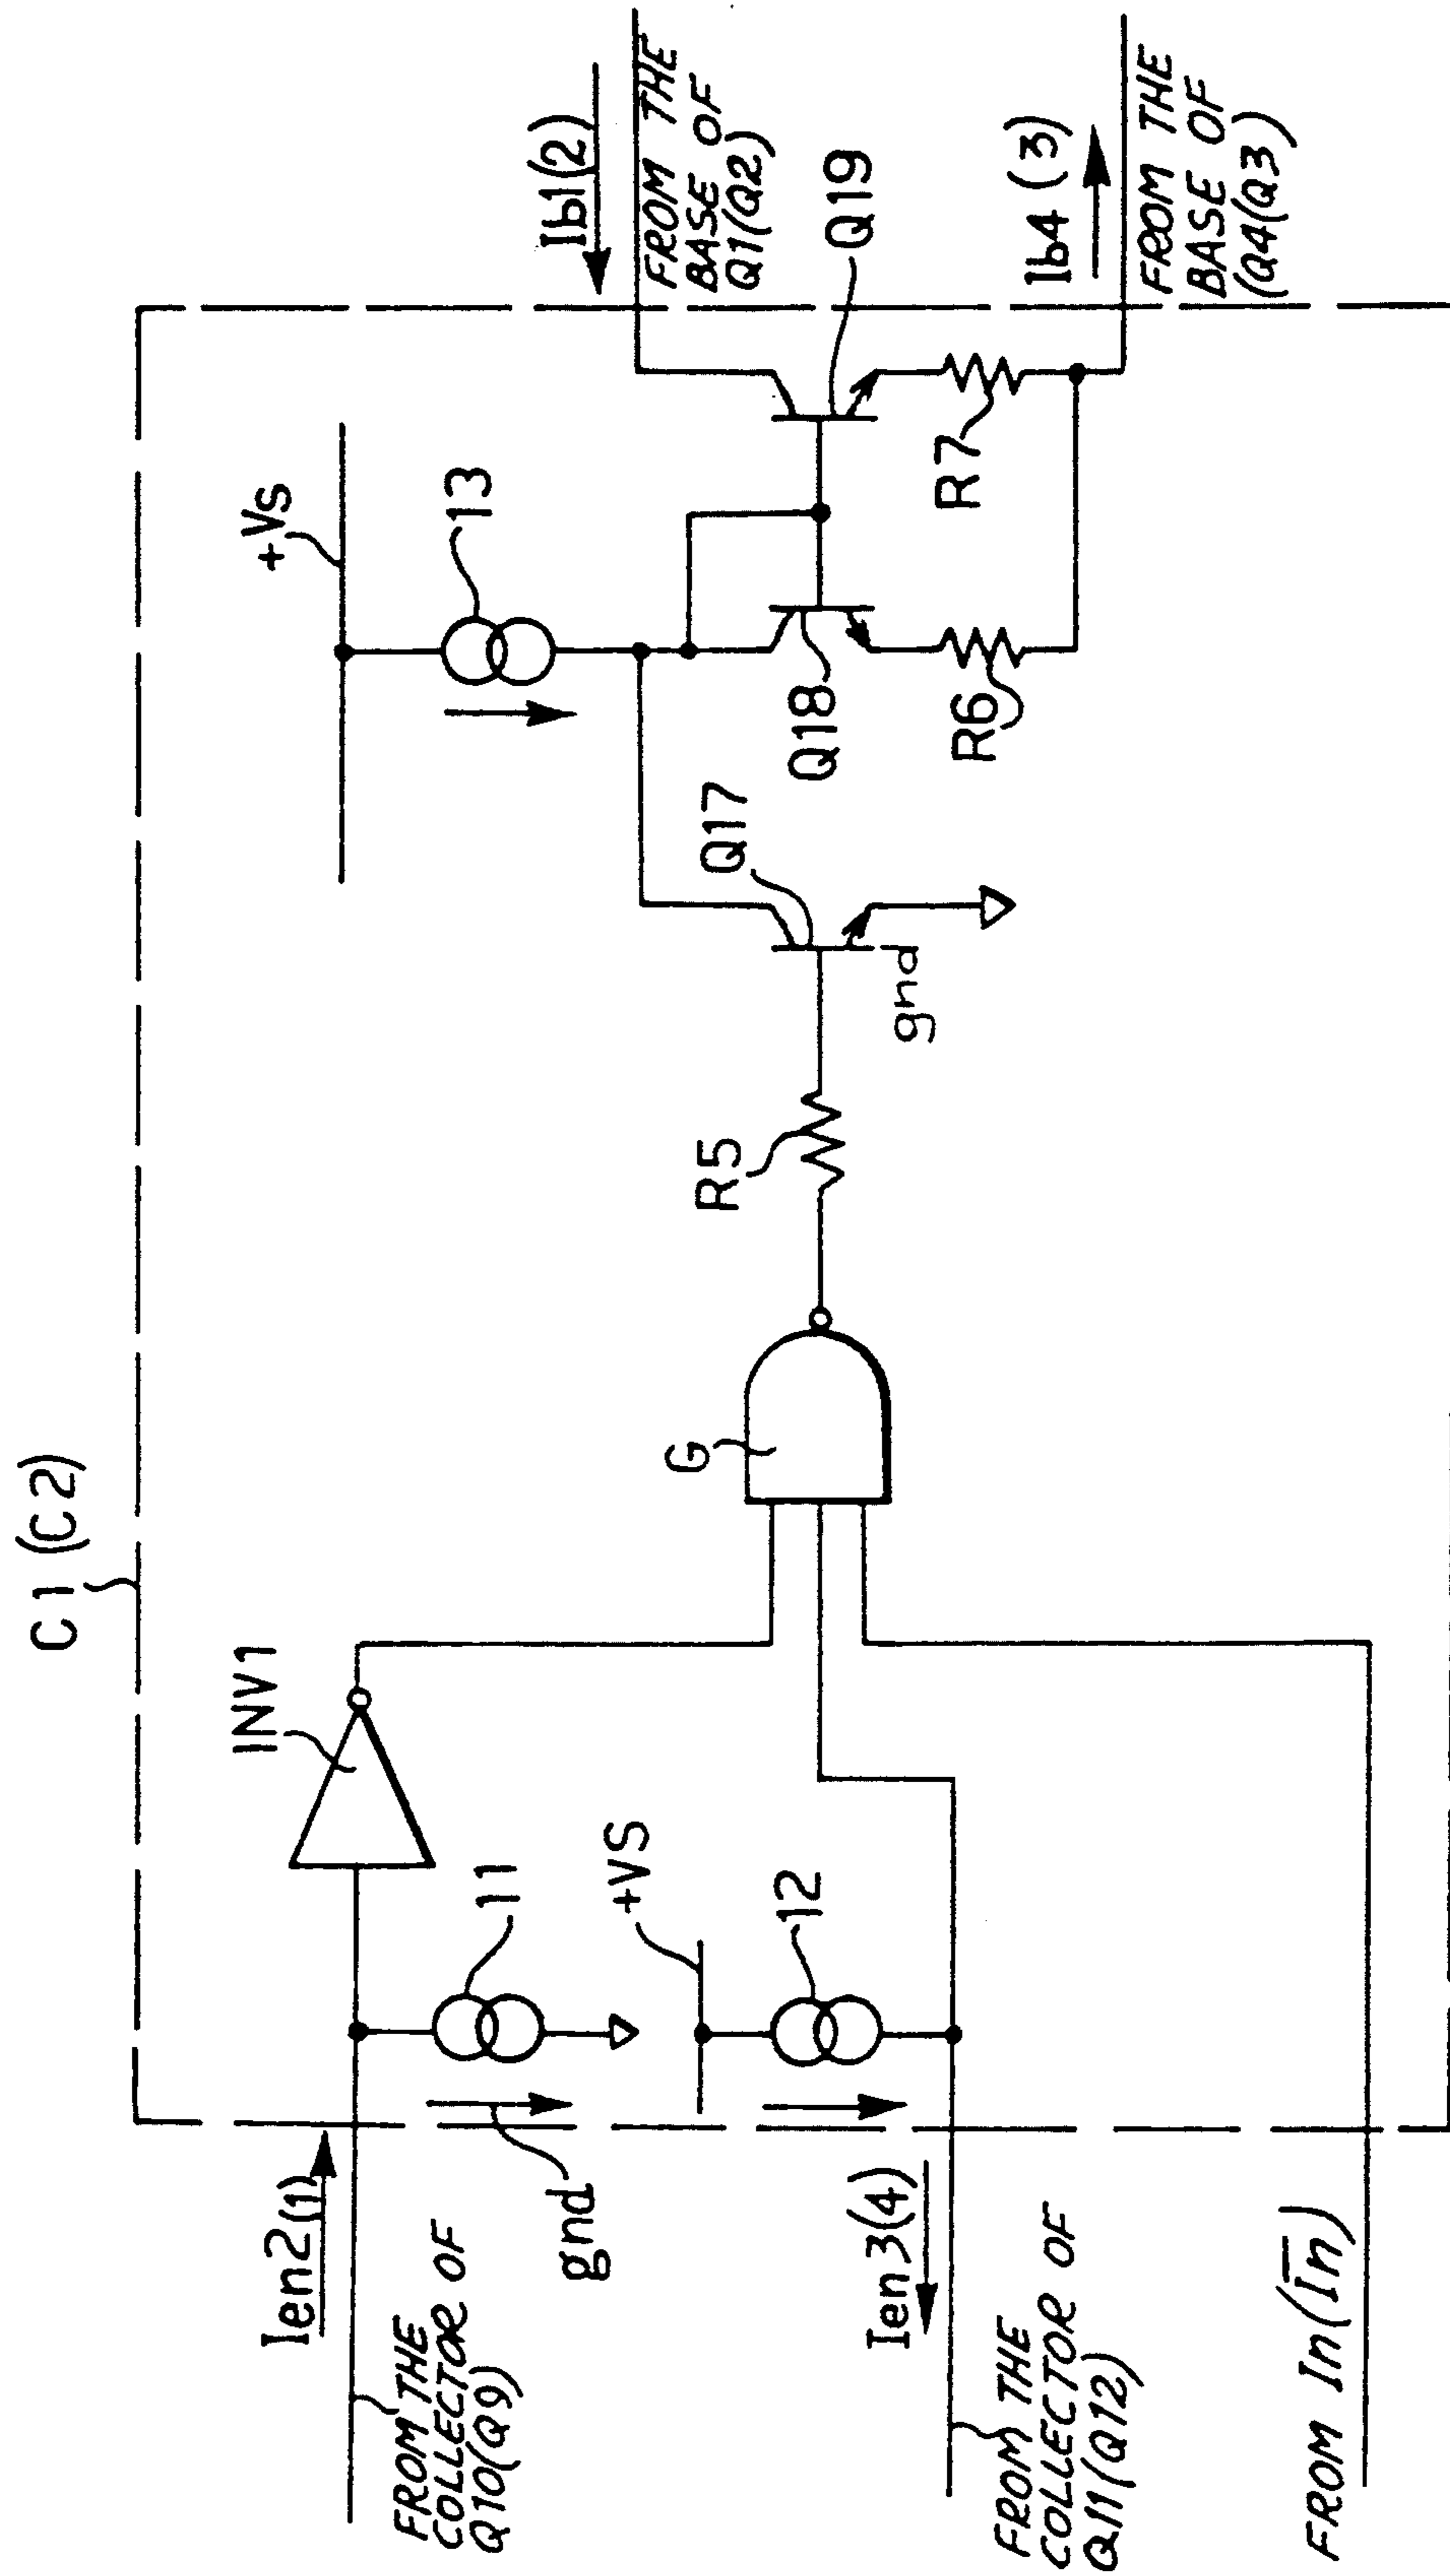 C1(C2)
INV1
Ien2(1)
FROM THE
COLLECTOR OF
Q10(Q9)
11
gnd
+VS
12
Ien3(4)
FROM THE
COLLECTOR OF
Q11(Q12)
FROM In(I̅n̅)
G
R5
Q17
gnd
+Vs
13
Q18
R6
Q19
R7
Ib1(2)
FROM THE
BASE OF
Q1(Q2)
Ib4 (3)
FROM THE
BASE OF
(Q4(Q3)